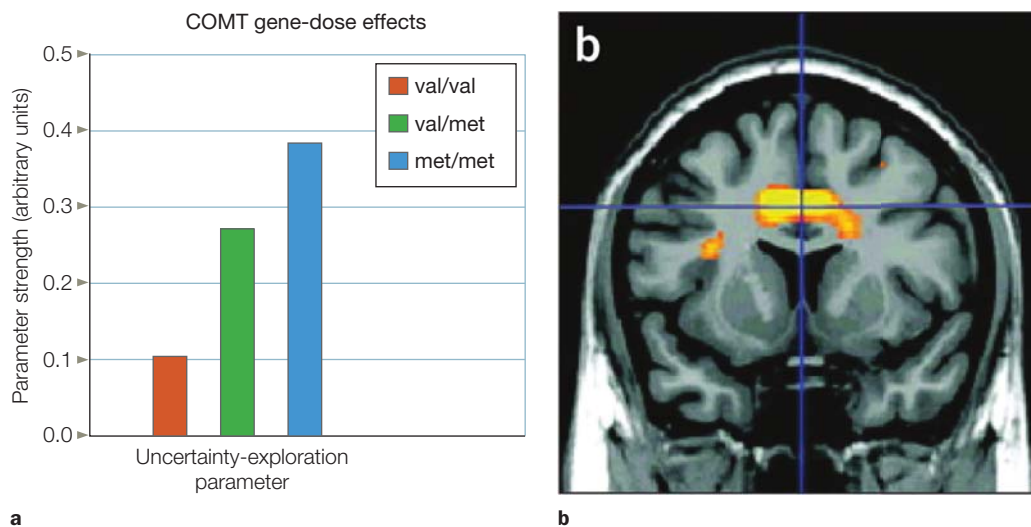 COMT gene-dose effects
0.5
0.4
0.3
0.2
0.1
0.0
Parameter strength (arbitrary units)
val/val
val/met
met/met
Uncertainty-exploration
parameter
a
b
b